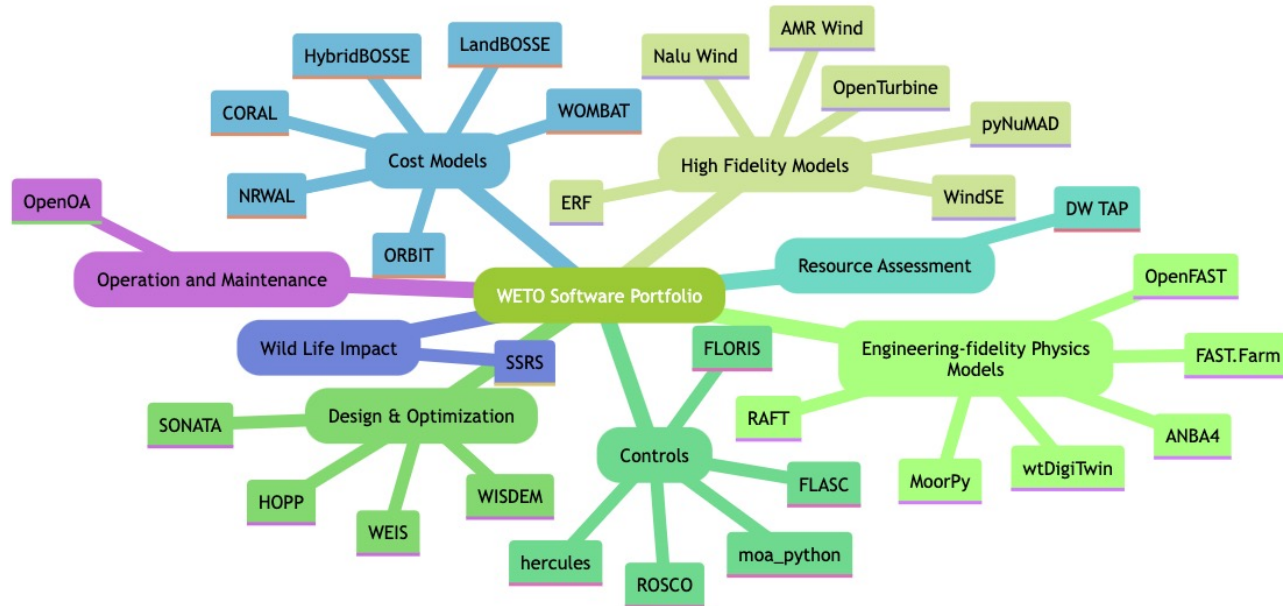 AMR Wind
LandBOSSE
HybridBOSSE
Nalu Wind
OpenTurbine
CORAL
WOMBAT
pyNuMAD
Cost Models
High Fidelity Models
NRWAL
ERF
WindSE
OpenOA
DW TAP
ORBIT
Operation and Maintenance
Resource Assessment
OpenFAST
WETO Software Portfolio
Wild Life Impact
SSRS
FLORIS
Engineering-fidelity Physics
Models
FAST.Farm
SONATA
Design & Optimization
RAFT
ANBA4
Controls
HOPP
WISDEM
FLASC
MoorPy
wtDigiTwin
WEIS
hercules
moa_python
ROSCO